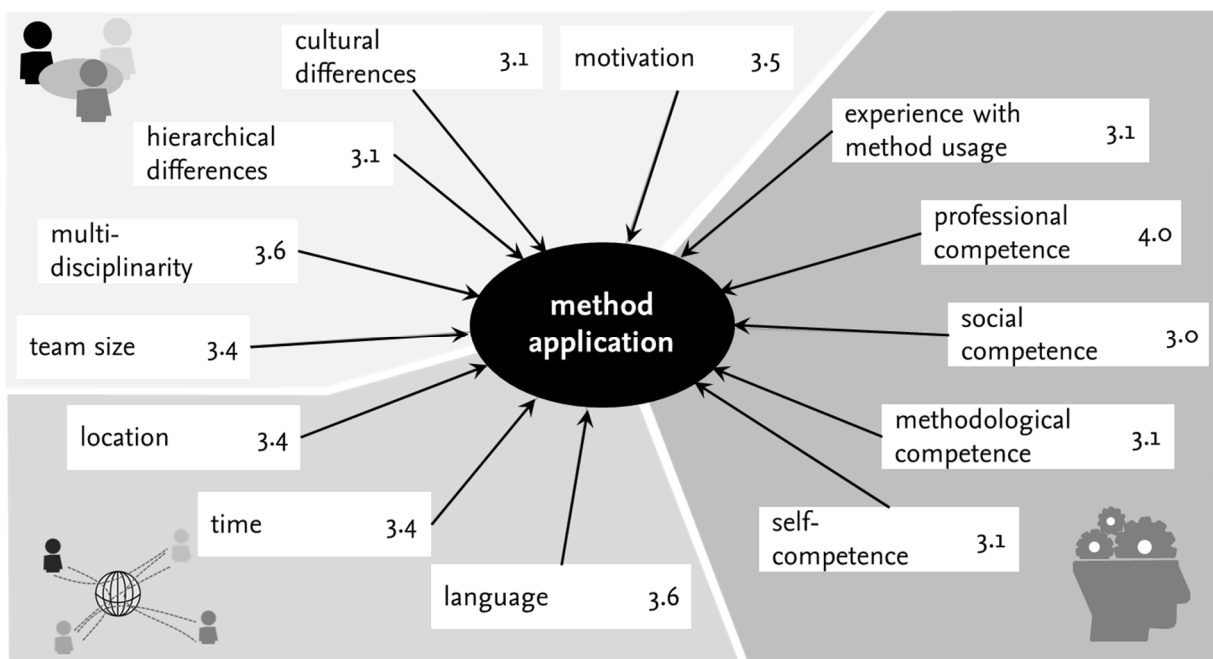 cultural
differences 3.1
motivation 3.5
hierarchical
differences 3.1
experience with
method usage 3.1
multi-
disciplinarity 3.6
professional
competence 4.0
team size 3.4
method
application
social
competence 3.0
location 3.4
methodological
competence 3.1
time 3.4
self-
competence 3.1
language 3.6